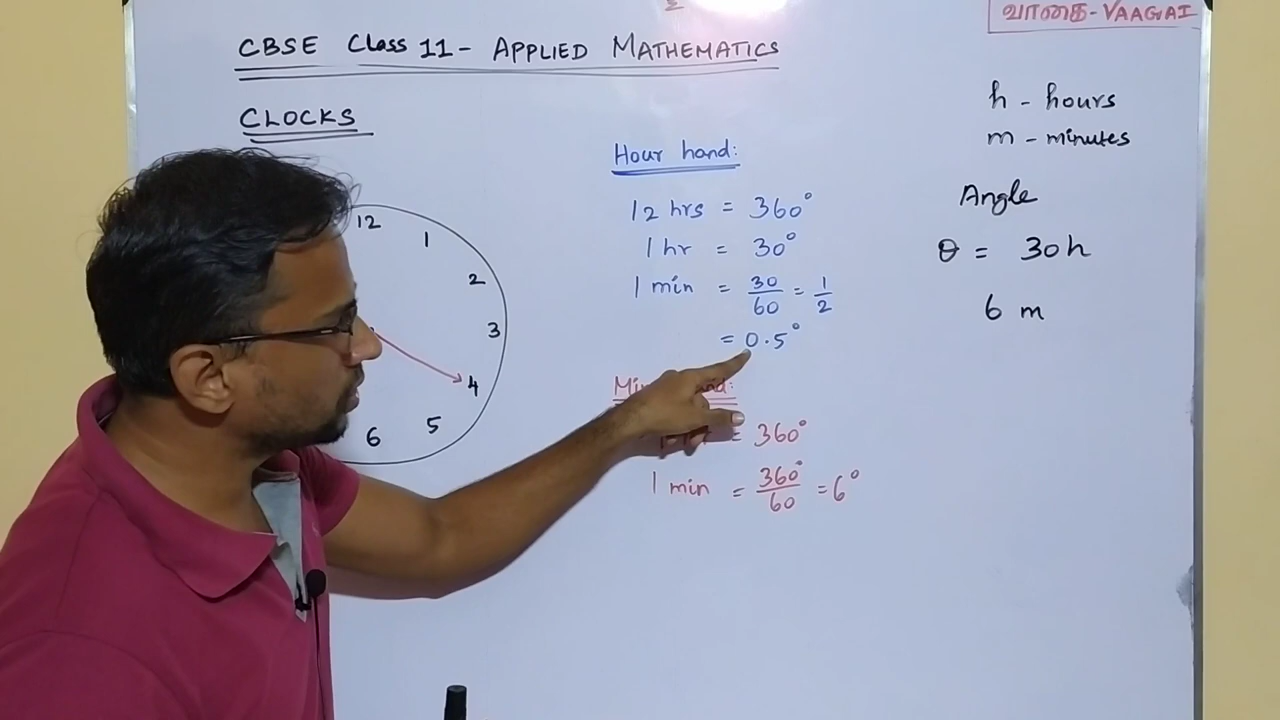 வாகை - VAAGAI
CBSE Class 11 - APPLIED MATHEMATICS
CLOCKS
12
1
2
3
4
5
6
Hour hand:
12 hrs = 360°
1 hr = 30°
1 min = 30/60 = 1/2
= 0.5°
= 360°
1 min = 360°/60 = 6°
h - hours
m - minutes
Angle
θ = 30h
6 m